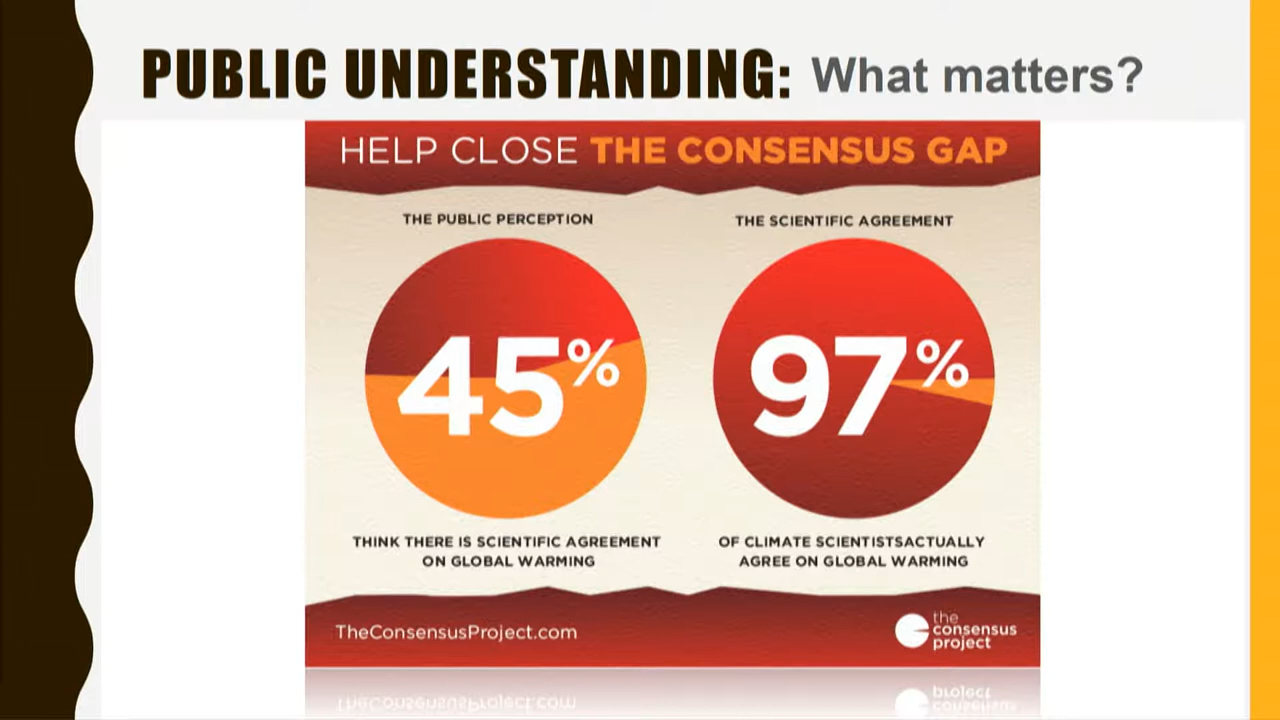 PUBLIC UNDERSTANDING: What matters?
HELP CLOSE THE CONSENSUS GAP
THE PUBLIC PERCEPTION
45%
THINK THERE IS SCIENTIFIC AGREEMENT
ON GLOBAL WARMING
THE SCIENTIFIC AGREEMENT
97%
OF CLIMATE SCIENTISTSACTUALLY
AGREE ON GLOBAL WARMING
TheConsensusProject.com
the
consensus
project